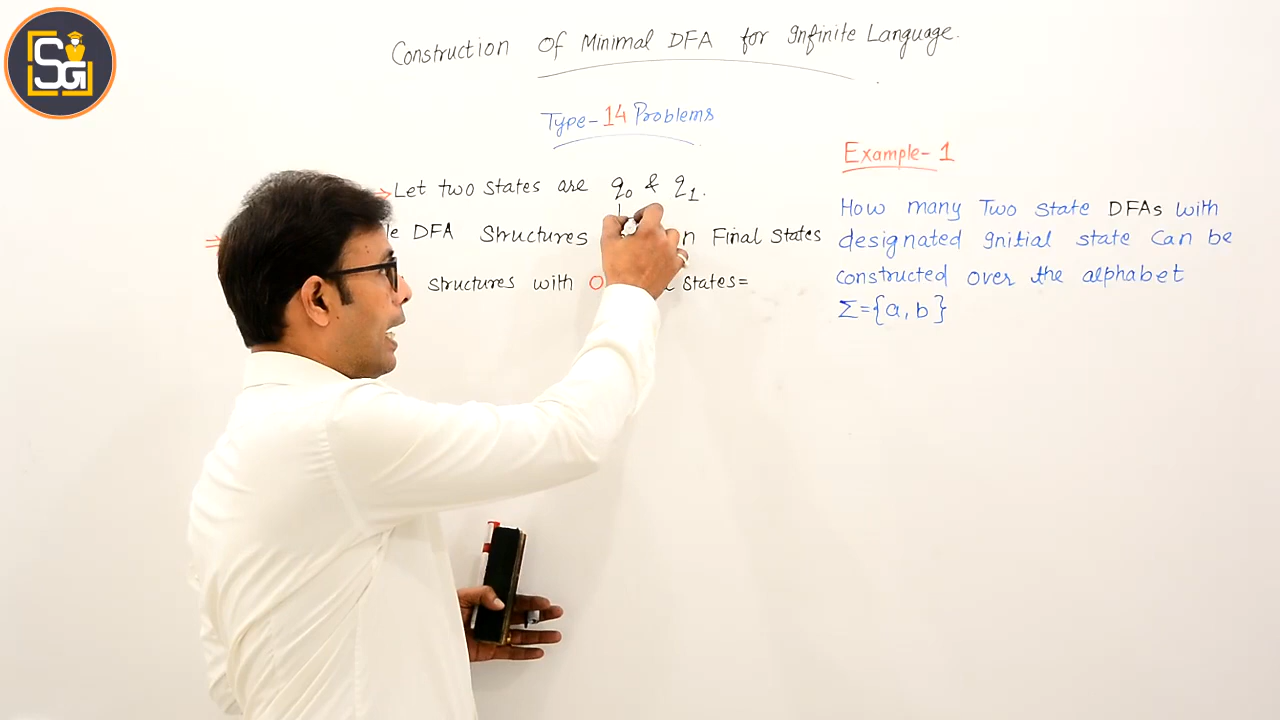 SG
Construction Of Minimal DFA for Infinite Language.
Type-14 Problems
Example-1
⇒ Let two states are q₀ & q₁.
⇒ DFA Structures Final States
structures with states=
How many Two state DFAs with
designated Initial state Can be
constructed over the alphabet
Σ={a,b}